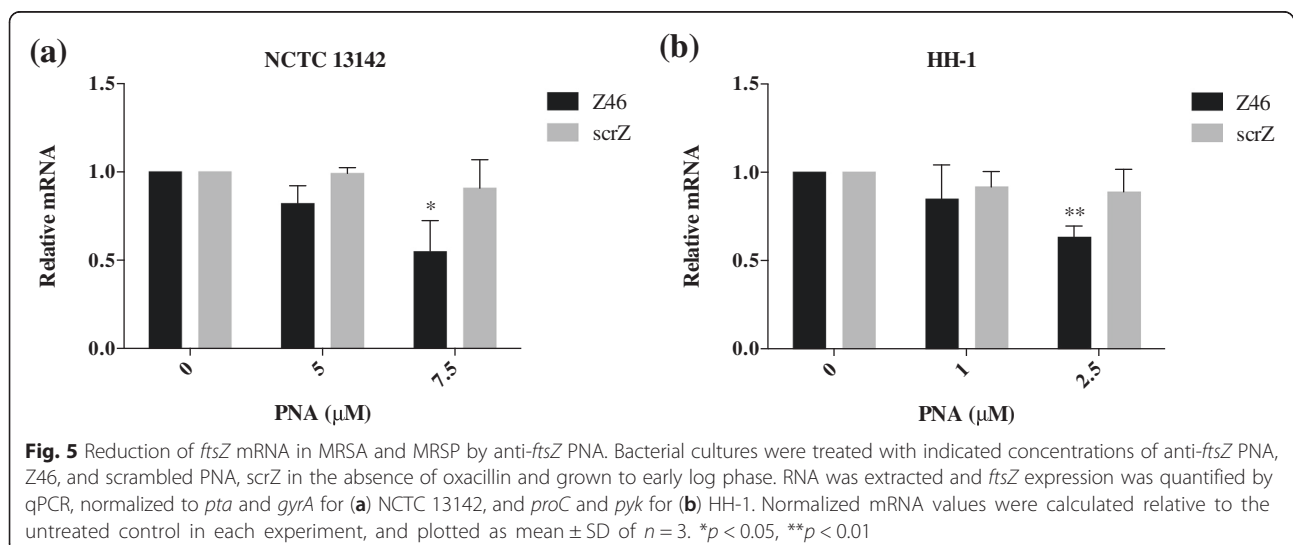 (a)
NCTC 13142
1.5
1.0
0.5
0.0
Relative mRNA
*
0
5
7.5
PNA (μM)
Z46
scrZ
(b)
HH-1
1.5
1.0
0.5
0.0
Relative mRNA
**
0
1
2.5
PNA (μM)
Z46
scrZ
Fig. 5 Reduction of ftsZ mRNA in MRSA and MRSP by anti-ftsZ PNA. Bacterial cultures were treated with indicated concentrations of anti-ftsZ PNA,
Z46, and scrambled PNA, scrZ in the absence of oxacillin and grown to early log phase. RNA was extracted and ftsZ expression was quantified by
qPCR, normalized to pta and gyrA for (a) NCTC 13142, and proC and pyk for (b) HH-1. Normalized mRNA values were calculated relative to the
untreated control in each experiment, and plotted as mean ± SD of n = 3. *p < 0.05, **p < 0.01